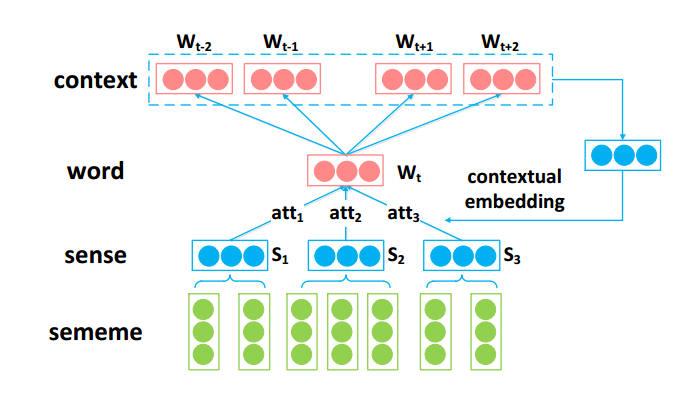 W_{t-2} W_{t-1} W_{t+1} W_{t+2}
context
word
W_t
contextual
embedding
att_1 att_2 att_3
sense
S_1 S_2 S_3
sememe